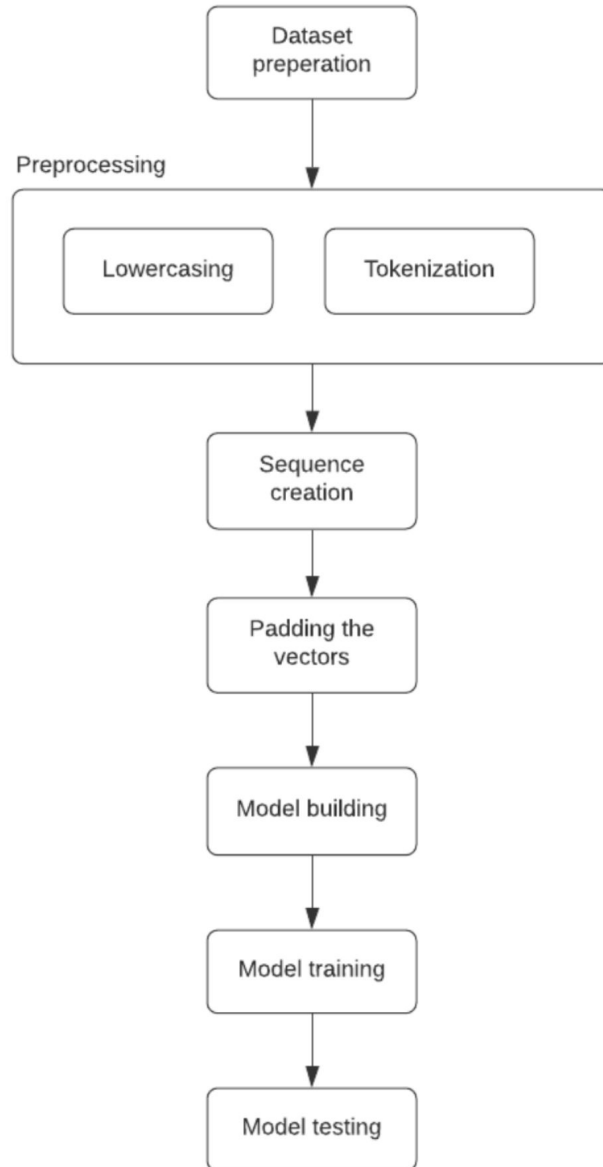 Dataset
preperation
Preprocessing
Lowercasing
Tokenization
Sequence
creation
Padding the
vectors
Model building
Model training
Model testing